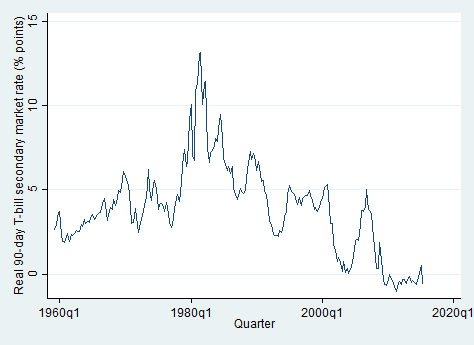 Real 90-day T-bill secondary market rate (% points)
15
10
5
0
1960q1 1980q1 2000q1 2020q1
Quarter